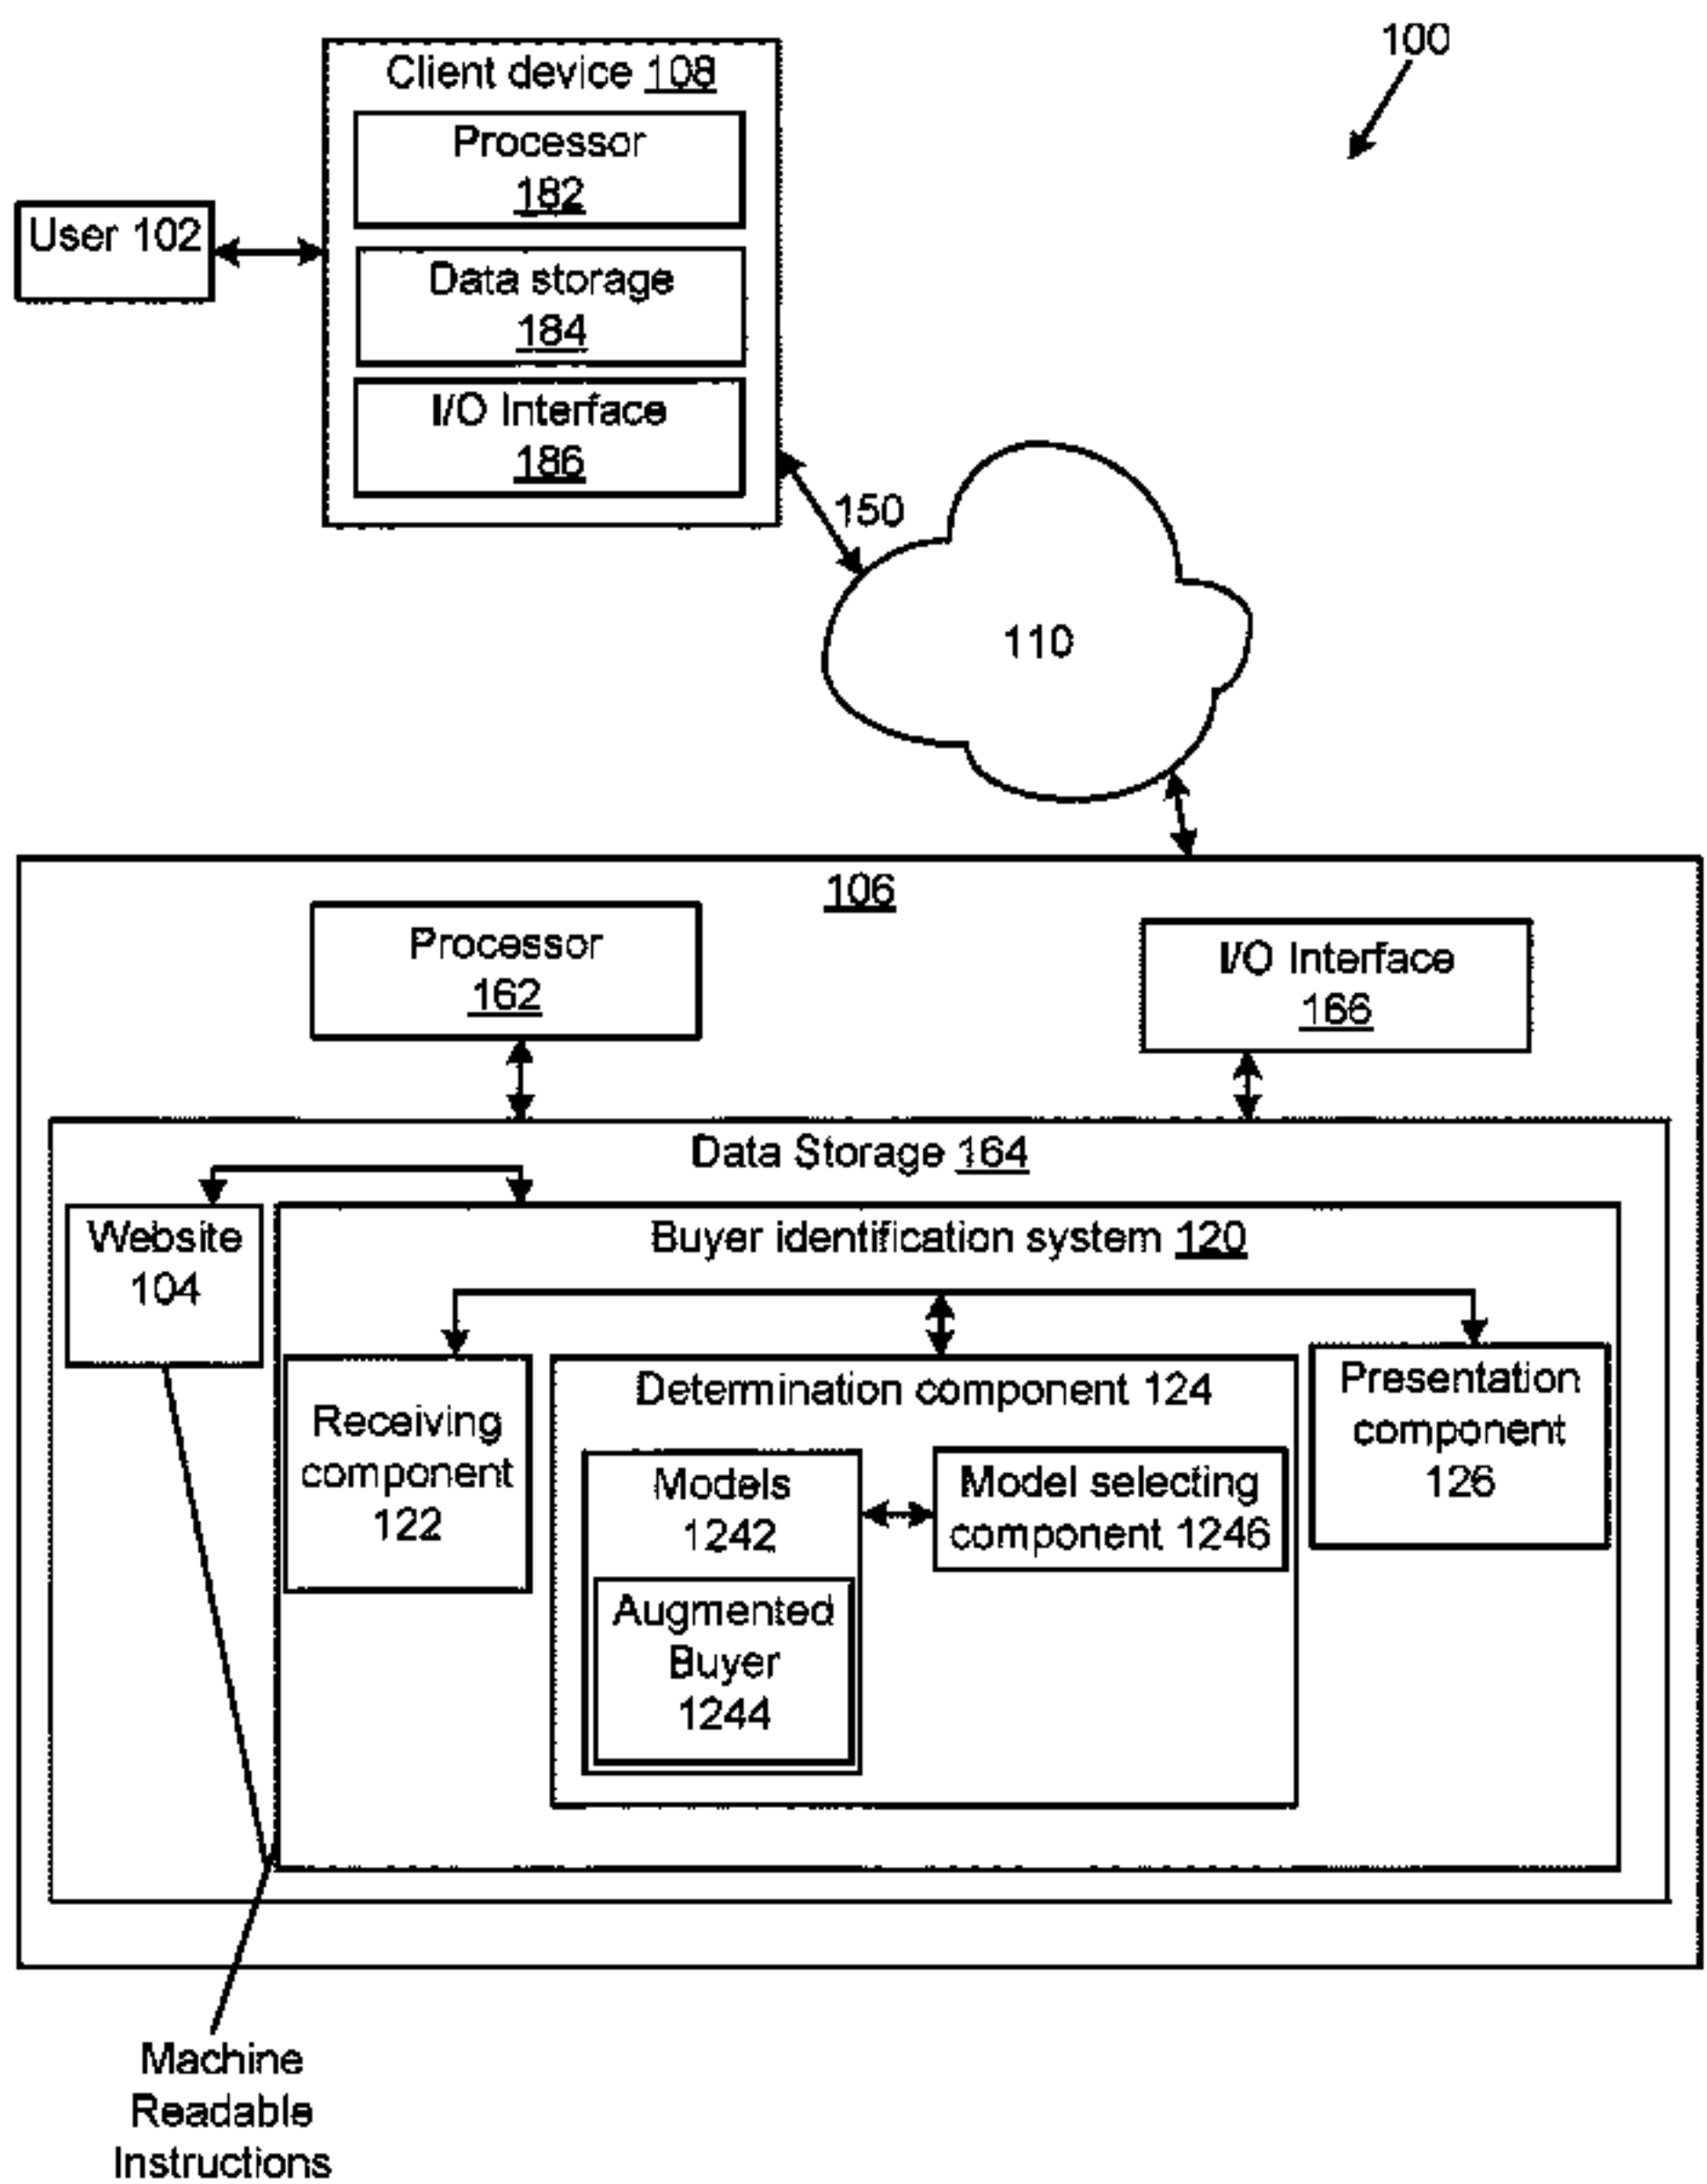 100
Client device 108
Processor
182
User 102
Data storage
184
I/O Interface
186
150
110
106
Processor
162
I/O Interface
166
Data Storage 164
Website
104
Buyer identification system 120
Receiving
component
122
Determination component 124
Models
1242
Augmented
Buyer
1244
Model selecting
component 1246
Presentation
component
126
Machine
Readable
Instructions